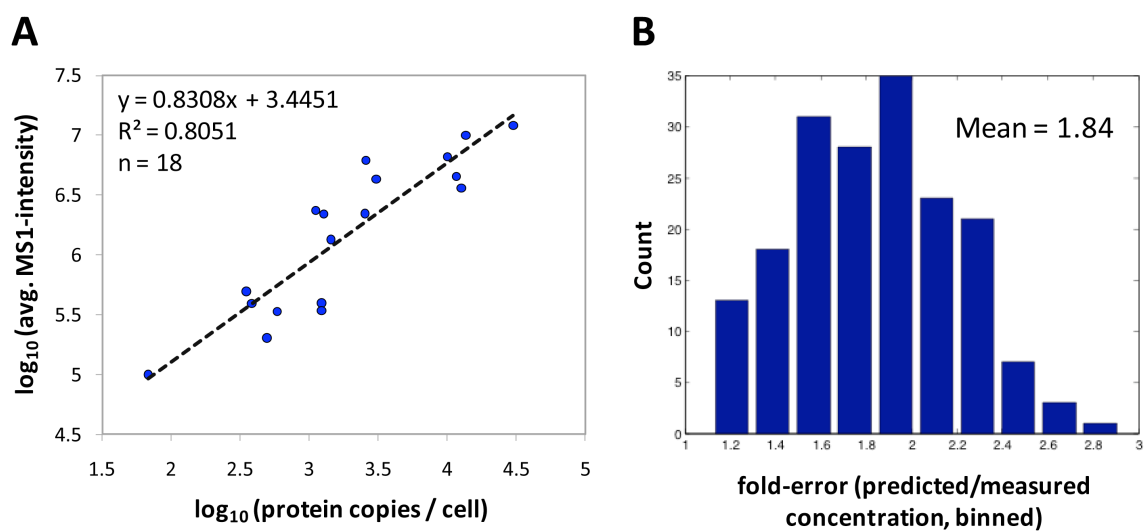 A
y = 0.8308x + 3.4451
R² = 0.8051
n = 18
7.5
7
6.5
6
5.5
5
4.5
log₁₀ (avg. MS1-intensity)
1.5 2 2.5 3 3.5 4 4.5 5
log₁₀ (protein copies / cell)
B
Mean = 1.84
35
30
25
20
15
10
5
0
Count
1 1.2 1.4 1.6 1.8 2 2.2 2.4 2.6 2.8 3
fold-error (predicted/measured
concentration, binned)